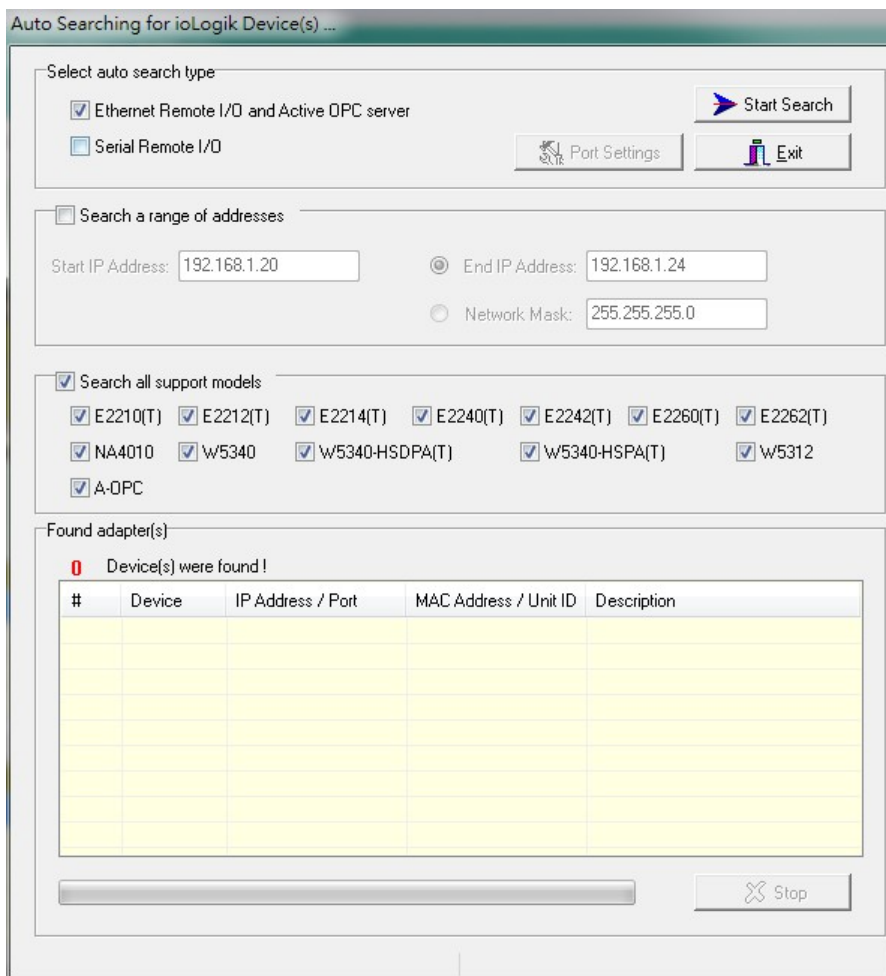 Auto Searching for ioLogik Device(s) ...
Select auto search type
Ethernet Remote I/O and Active OPC server
Start Search
Serial Remote I/O
Port Settings
Exit
Search a range of addresses
Start IP Address: 192.168.1.20
End IP Address: 192.168.1.24
Network Mask: 255.255.255.0
Search all support models
E2210(T) E2212(T) E2214(T) E2240(T) E2242(T) E2260(T) E2262(T)
NA4010 W5340 W5340-HSDPA(T) W5340-HSPA(T) W5312
A-OPC
Found adapter(s)
0 Device(s) were found !
# Device IP Address / Port MAC Address / Unit ID Description
Stop